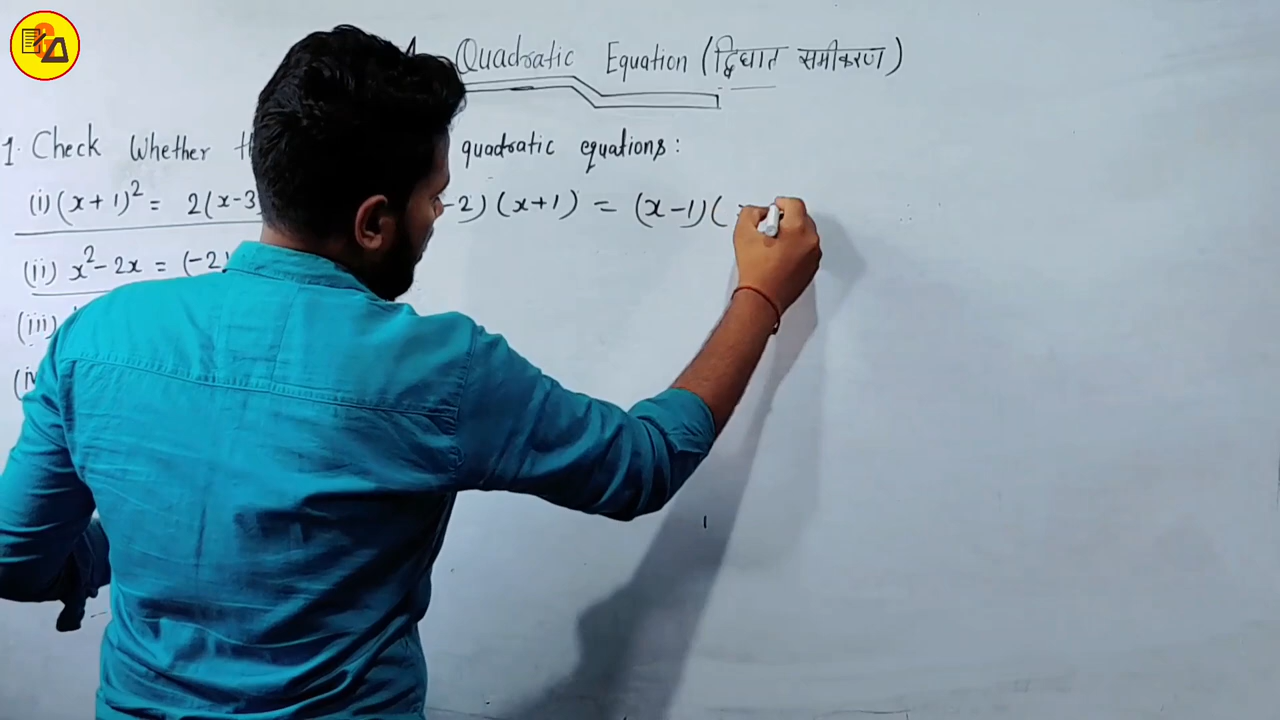 Quadratic Equation (द्विघात समीकरण)
1. Check Whether quadratic equations:
(i) (x+1)² = 2(x-3 -2)(x+1) = (x-1)(
(ii) x²-2x = (-2)
(iii)
(iv